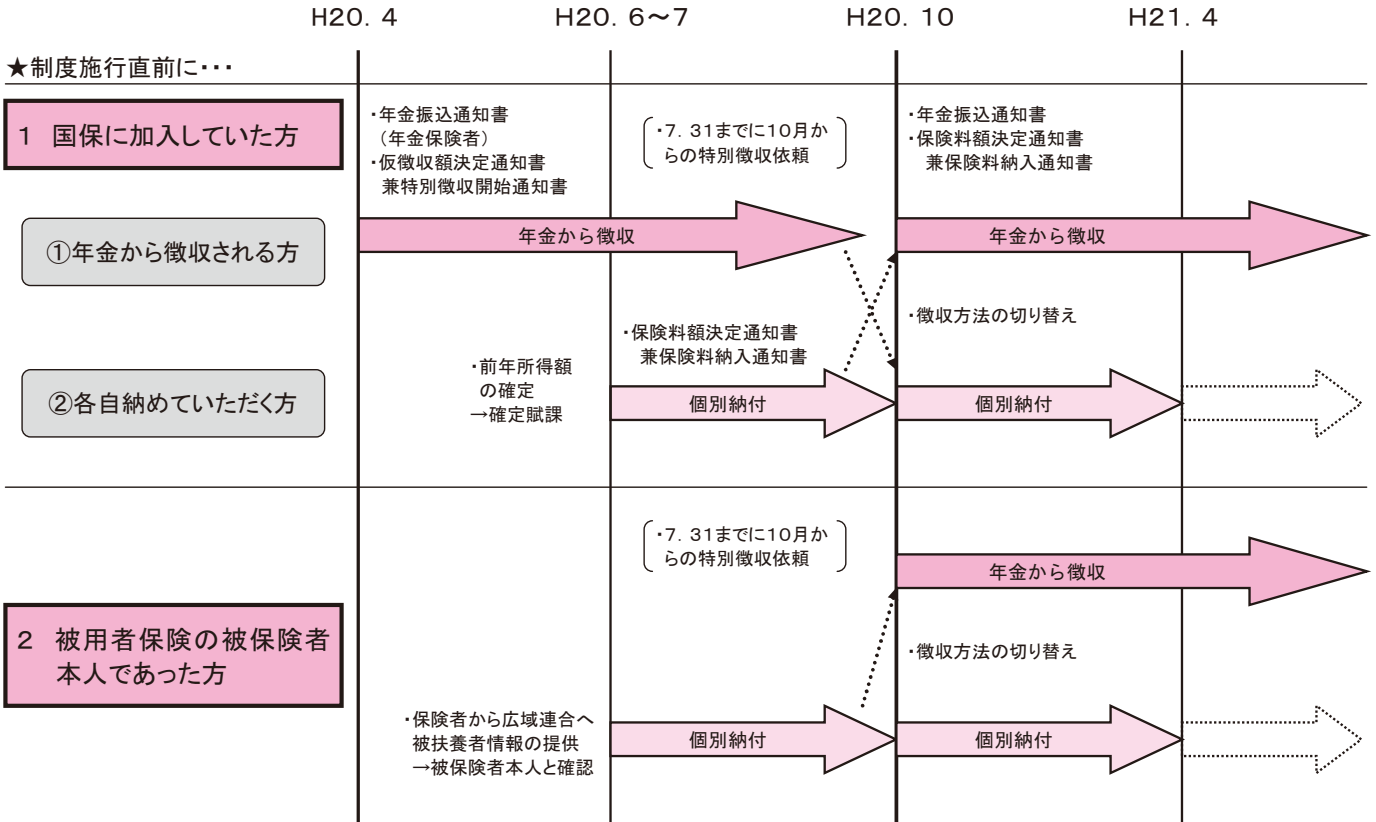 H20.4
H20.6～7
H20.10
H21.4
★制度施行直前に・・・
1 国保に加入していた方
・年金振込通知書
（年金保険者）
・仮徴収額決定通知書
兼特別徴収開始通知書
・7.31までに10月か
らの特別徴収依頼
・年金振込通知書
・保険料額決定通知書
兼保険料納入通知書
①年金から徴収される方
年金から徴収
年金から徴収
・徴収方法の切り替え
・保険料額決定通知書
兼保険料納入通知書
・前年所得額
の確定
→確定賦課
②各自納めていただく方
個別納付
個別納付
・7.31までに10月か
らの特別徴収依頼
年金から徴収
2 被用者保険の被保険者
本人であった方
・徴収方法の切り替え
・保険者から広域連合へ
被扶養者情報の提供
→被保険者本人と確認
個別納付
個別納付